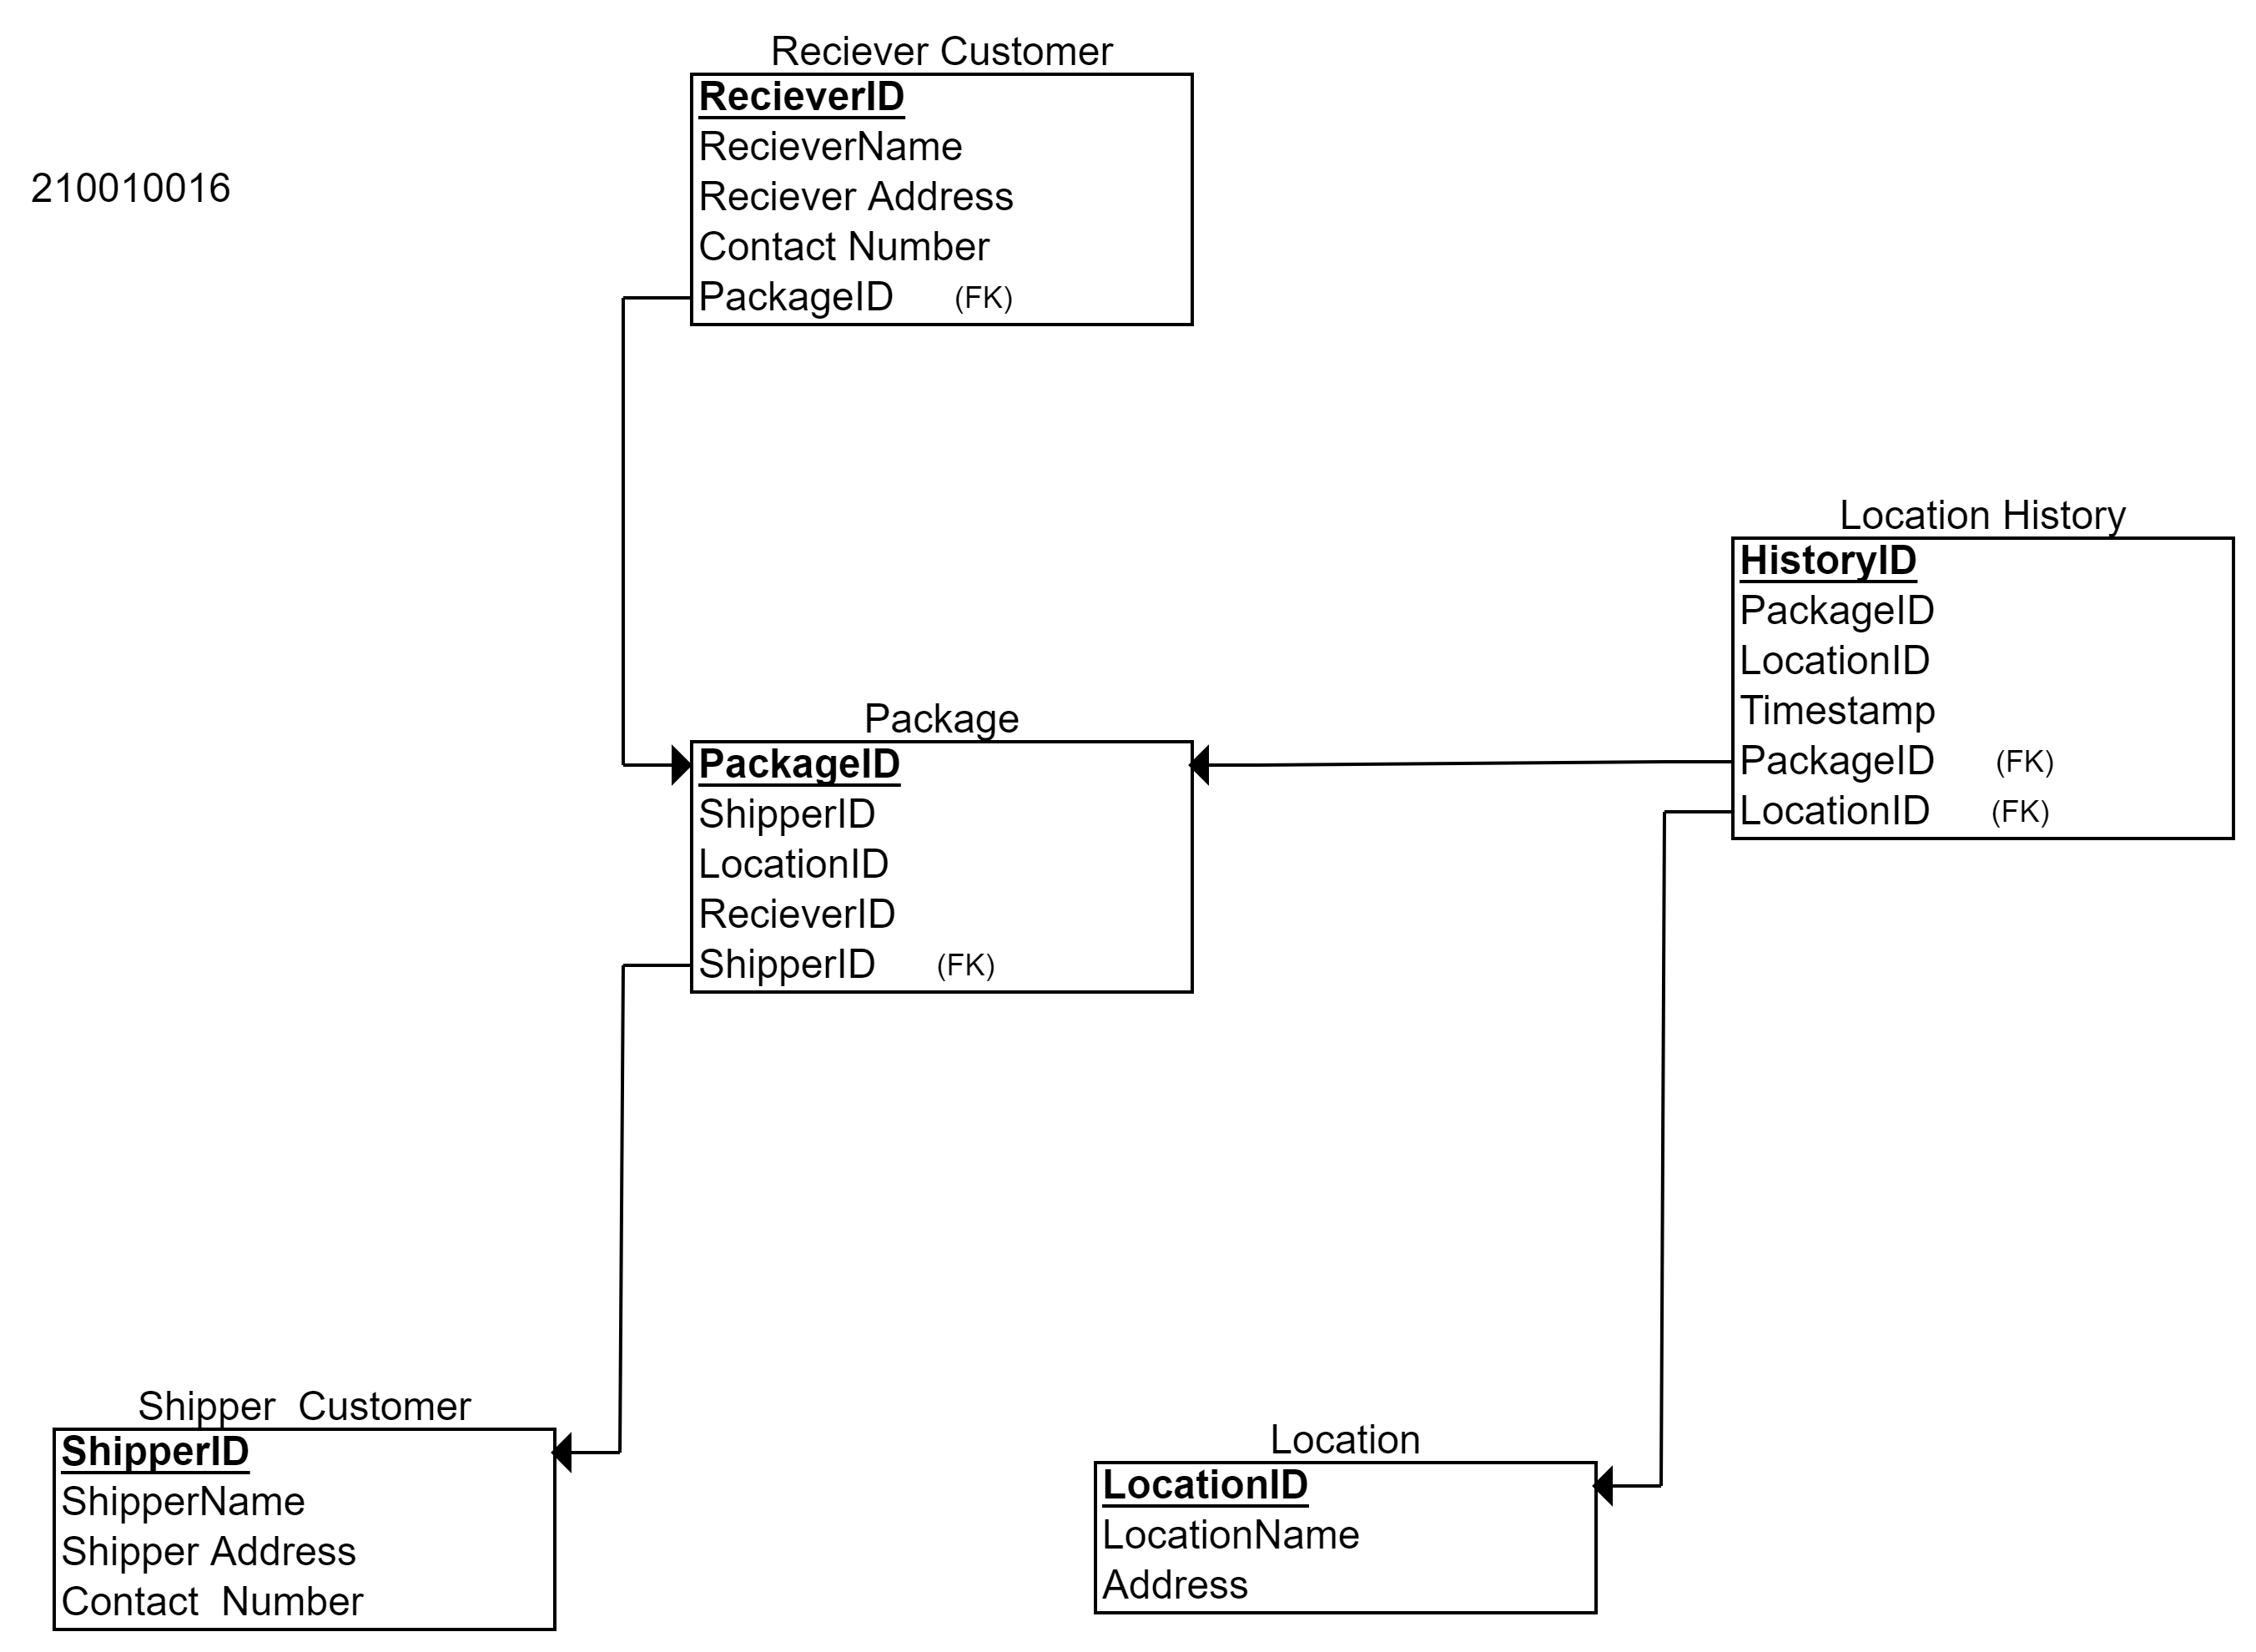 210010016
Reciever Customer
RecieverID
RecieverName
Reciever Address
Contact Number
PackageID (FK)
Location History
HistoryID
PackageID
LocationID
Timestamp
PackageID (FK)
LocationID (FK)
Package
PackageID
ShipperID
LocationID
RecieverID
ShipperID (FK)
Shipper  Customer
ShipperID
ShipperName
Shipper Address
Contact  Number
Location
LocationID
LocationName
Address